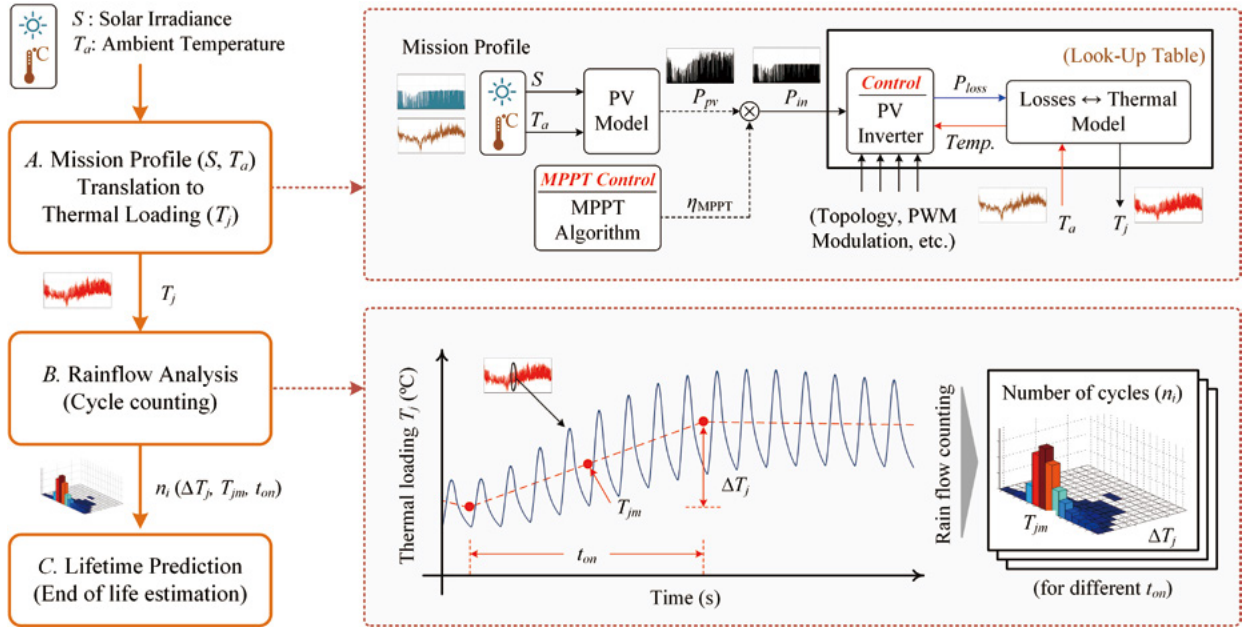 S : Solar Irradiance
Tₐ: Ambient Temperature
°C
A. Mission Profile (S, Tₐ)
Translation to
Thermal Loading (Tⱼ)
Tⱼ
B. Rainflow Analysis
(Cycle counting)
nᵢ (ΔTⱼ, Tⱼₘ, tₒₙ)
C. Lifetime Prediction
(End of life estimation)
Mission Profile
S
°C
Tₐ
PV
Model
Ppv
Pin
MPPT Control
MPPT
Algorithm
ηMPPT
(Look-Up Table)
Control
PV
Inverter
Ploss
Temp.
Losses ↔ Thermal
Model
(Topology, PWM
Modulation, etc.)
Tₐ
Tⱼ
Thermal loading Tⱼ (ºC)
Tⱼₘ
ΔTⱼ
tₒₙ
Time (s)
Rain flow counting
Number of cycles (nᵢ)
Tⱼₘ
ΔTⱼ
(for different tₒₙ)